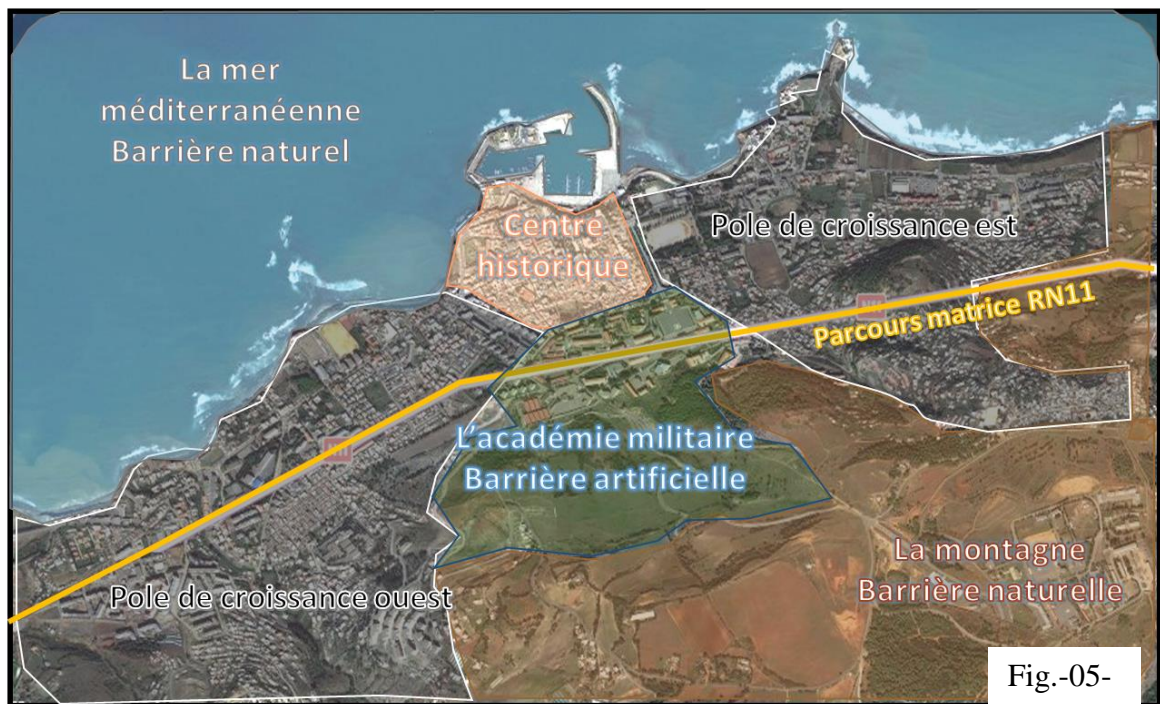 La mer
méditerranéenne
Barrière naturel
Centre
historique
Pole de croissance est
Parcours matrice RN11
L'académie militaire
Barrière artificielle
La montagne
Barrière naturelle
Pole de croissance ouest
Fig.-05-